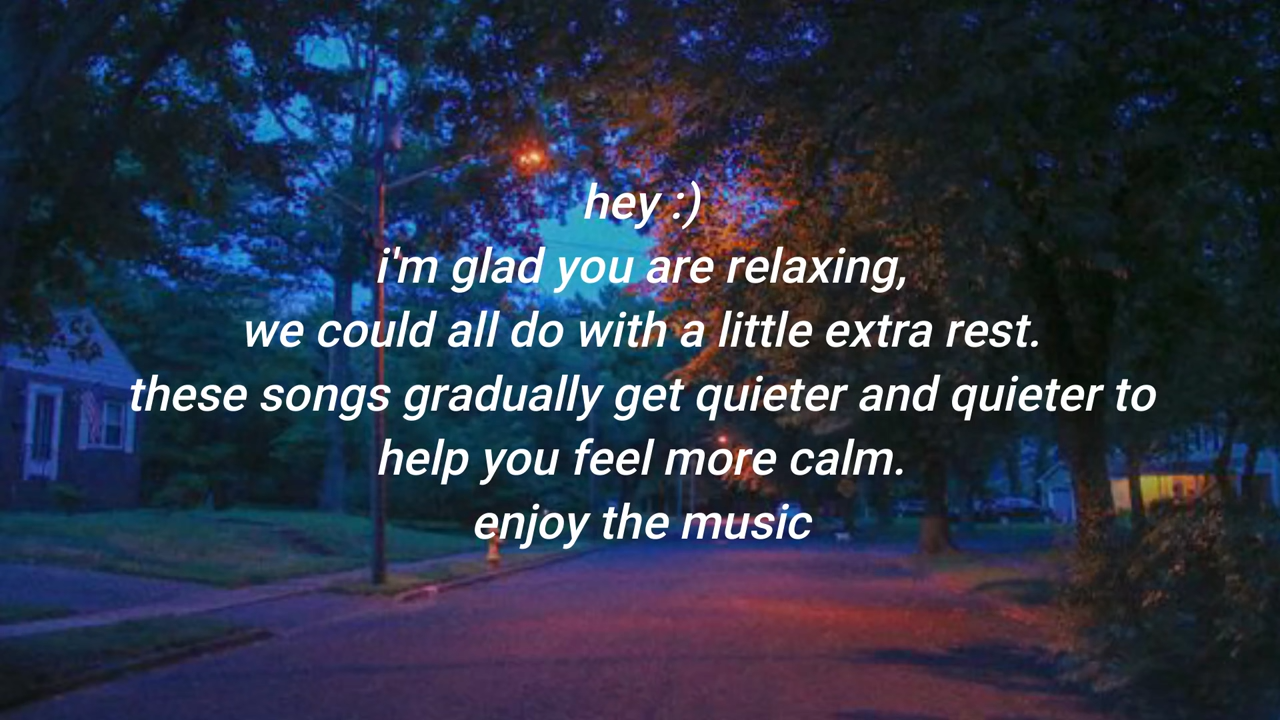 hey :)
i'm glad you are relaxing,
we could all do with a little extra rest.
these songs gradually get quieter and quieter to
help you feel more calm.
enjoy the music